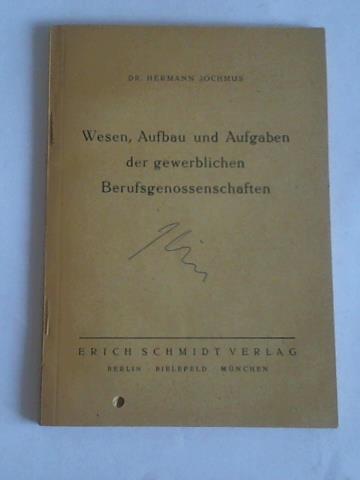 DR. HERMANN JOCHMUS
Wesen, Aufbau und Aufgaben
der gewerblichen
Berufsgenossenschaften
ERICH SCHMIDT VERLAG
BERLIN · BIELEFELD · MÜNCHEN